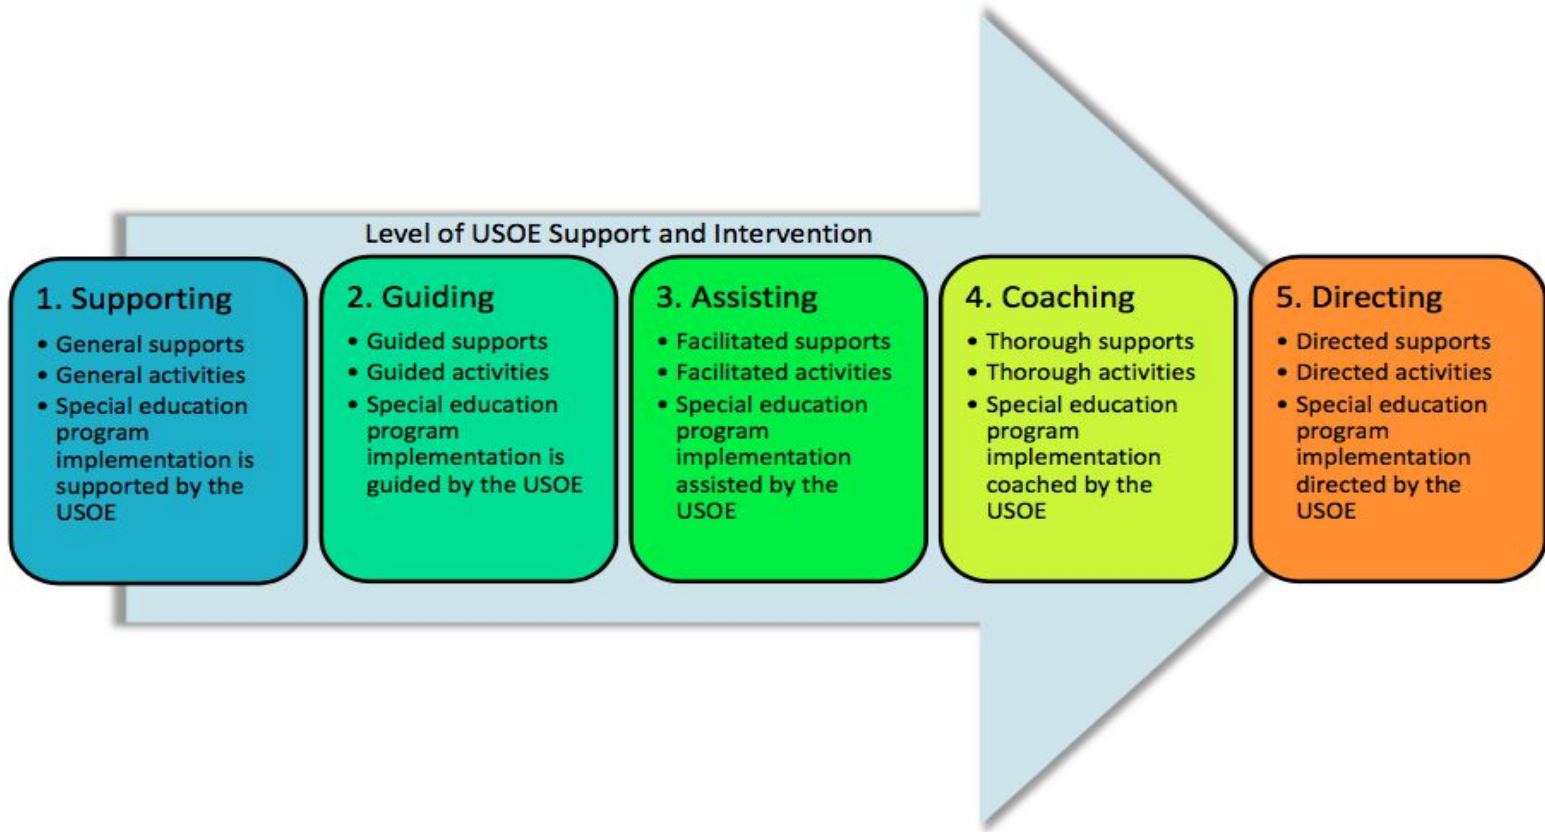 Level of USOE Support and Intervention
1. Supporting
• General supports
• General activities
• Special education
program
implementation is
supported by the
USOE
2. Guiding
• Guided supports
• Guided activities
• Special education
program
implementation is
guided by the USOE
3. Assisting
• Facilitated supports
• Facilitated activities
• Special education
program
implementation
assisted by the
USOE
4. Coaching
• Thorough supports
• Thorough activities
• Special education
program
implementation
coached by the
USOE
5. Directing
• Directed supports
• Directed activities
• Special education
program
implementation
directed by the
USOE